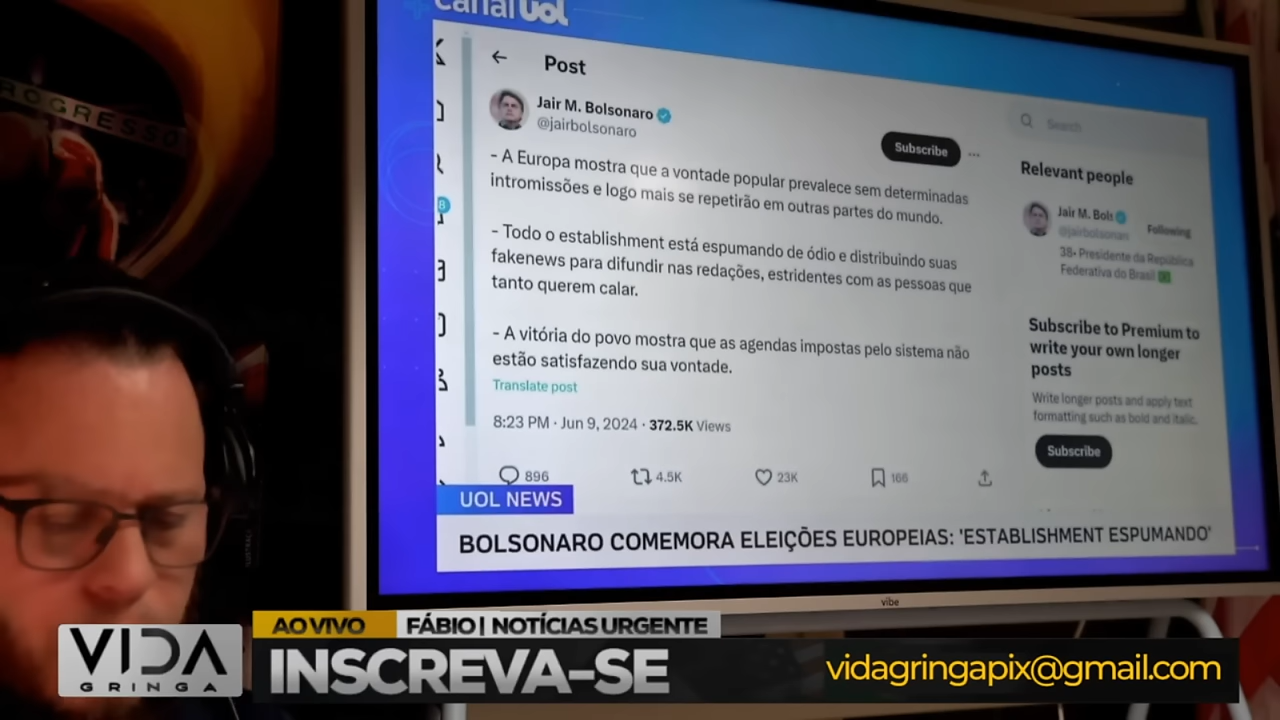 canal uol
ROGRESSO
Post
Search
Jair M. Bolsonaro
@jairbolsonaro
Subscribe
- A Europa mostra que a vontade popular prevalece sem determinadas
intromissões e logo mais se repetirão em outras partes do mundo.
- Todo o establishment está espumando de ódio e distribuindo suas
fakenews para difundir nas redações, estridentes com as pessoas que
tanto querem calar.
- A vitória do povo mostra que as agendas impostas pelo sistema não
estão satisfazendo sua vontade.
Translate post
8:23 PM · Jun 9, 2024 · 372.5K Views
896 4.5K 23K 166
Relevant people
Jair M. Bols
@jairbolsonan
Following
38º Presidente da República
Federativa do Brasil
Subscribe to Premium to
write your own longer
posts
Write longer posts and apply text
formatting such as bold and italic.
Subscribe
8
UOL NEWS
BOLSONARO COMEMORA ELEIÇÕES EUROPEIAS: 'ESTABLISHMENT ESPUMANDO'
vibe
VIDA
GRINGA
AO VIVO
FÁBIO | NOTÍCIAS URGENTE
INSCREVA-SE
vidagringapix@gmail.com